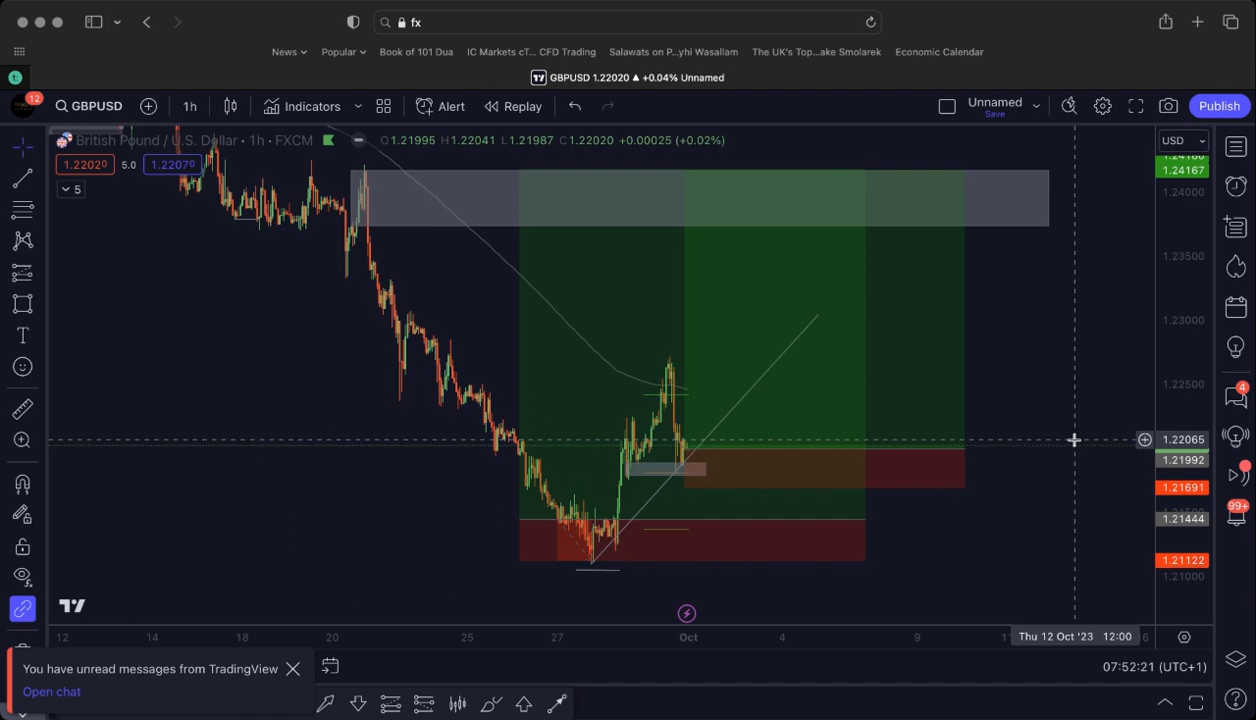 fx
News
Popular
Book of 101 Dua
IC Markets cT... CFD Trading
Salawats on P...yhi Wasallam
The UK's Top...ake Smolarek
Economic Calendar
t
GBPUSD 1.22020 ▲ +0.04% Unnamed
12
GBPUSD
1h
Indicators
Alert
Replay
Unnamed
Save
Publish
British Pound / U.S. Dollar · 1h · FXCM
O1.21995 H1.22041 L1.21987 C1.22020 +0.00025 (+0.02%)
USD
1.22020
5.0
1.22070
5
1.24167
1.24000
1.23500
1.23000
1.22500
1.22065
1.21992
1.21691
1.21444
1.21122
1.21000
4
99+
12
14
18
20
25
27
Oct
4
9
Thu 12 Oct '23 12:00
16
You have unread messages from TradingView
Open chat
07:52:21 (UTC+1)